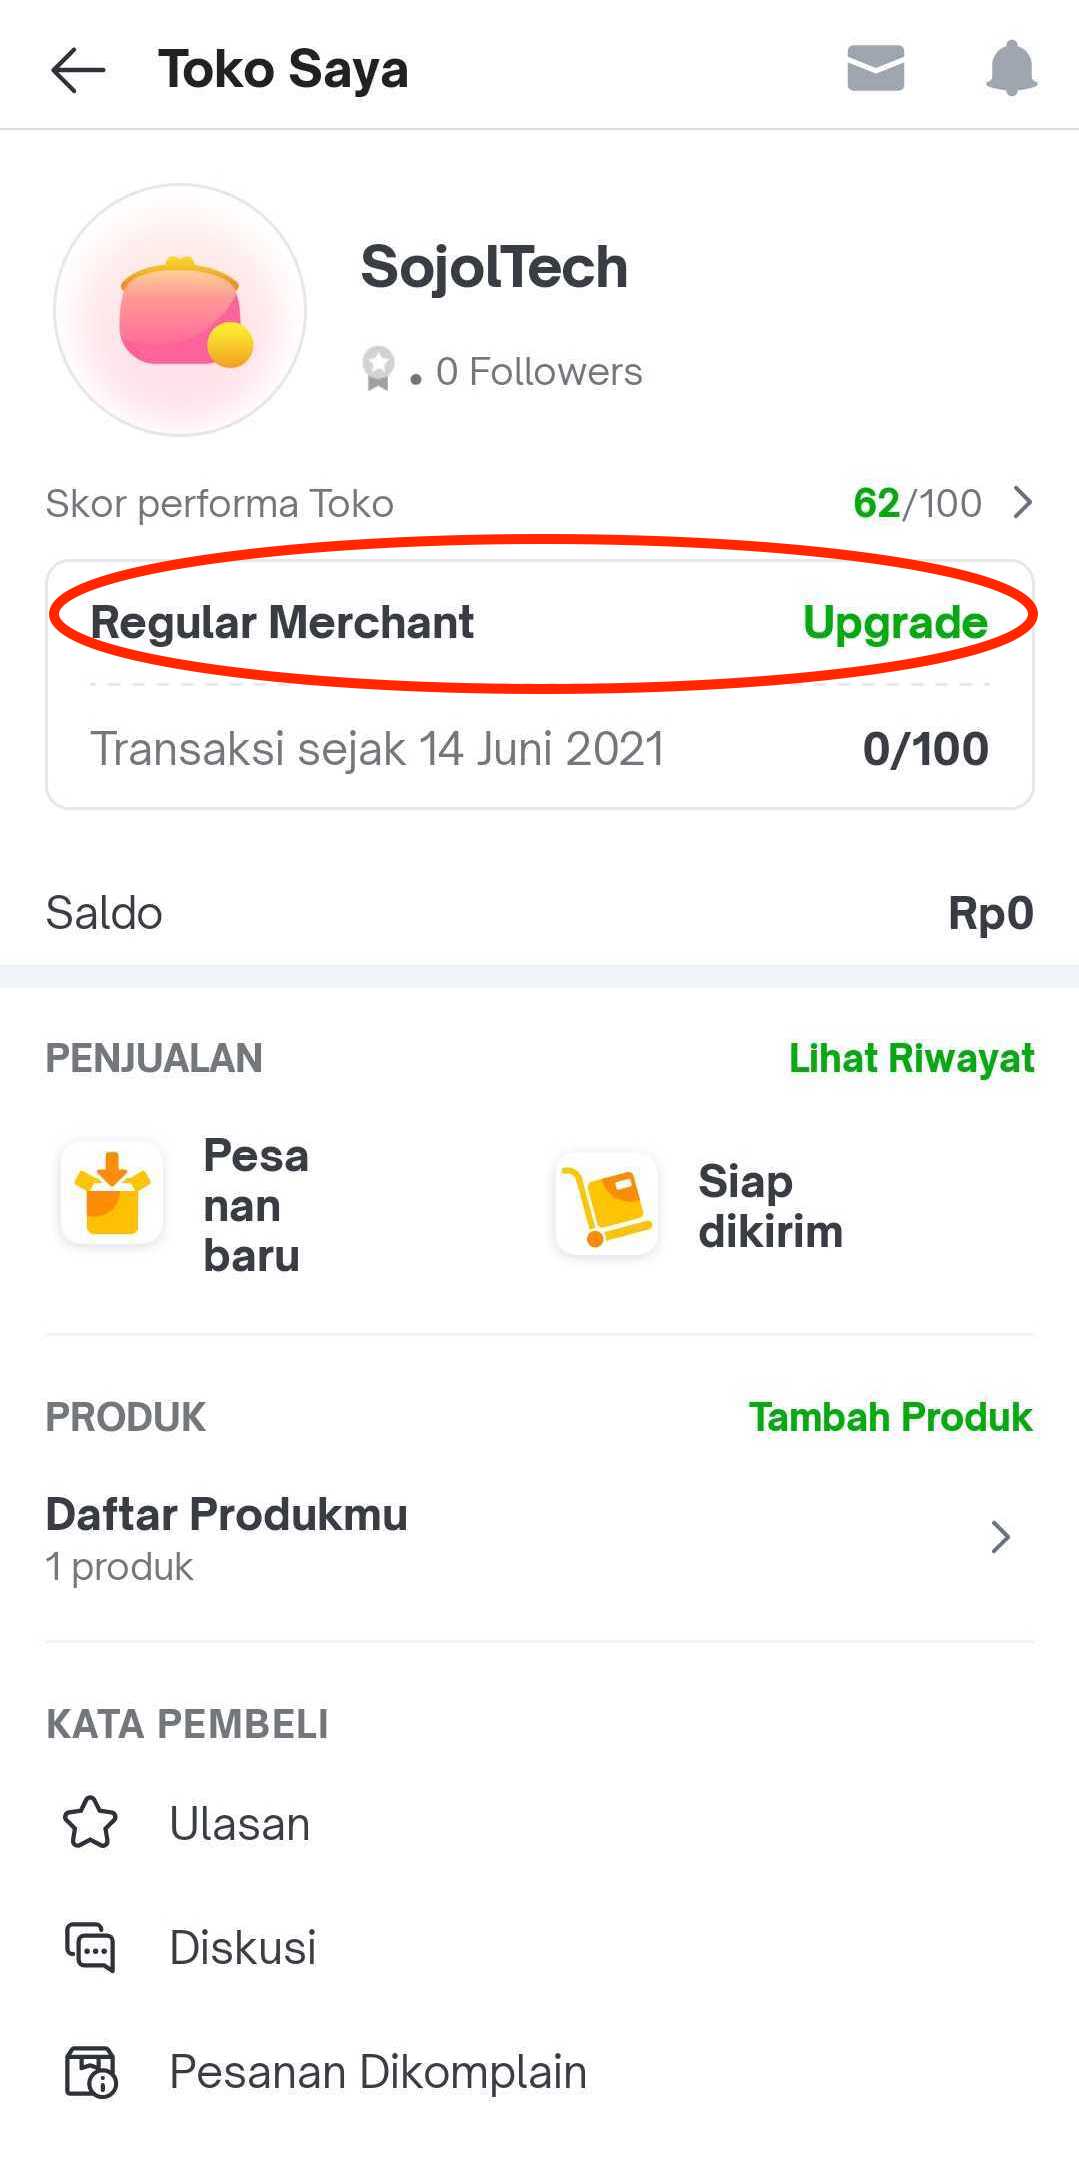 Toko Saya
SojolTech
. 0 Followers
Skor performa Toko 62/100
Regular Merchant Upgrade
Transaksi sejak 14 Juni 2021 0/100
Saldo Rp0
PENJUALAN Lihat Riwayat
Pesa
nan
baru
Siap
dikirim
PRODUK Tambah Produk
Daftar Produkmu
1 produk
KATA PEMBELI
Ulasan
Diskusi
Pesanan Dikomplain